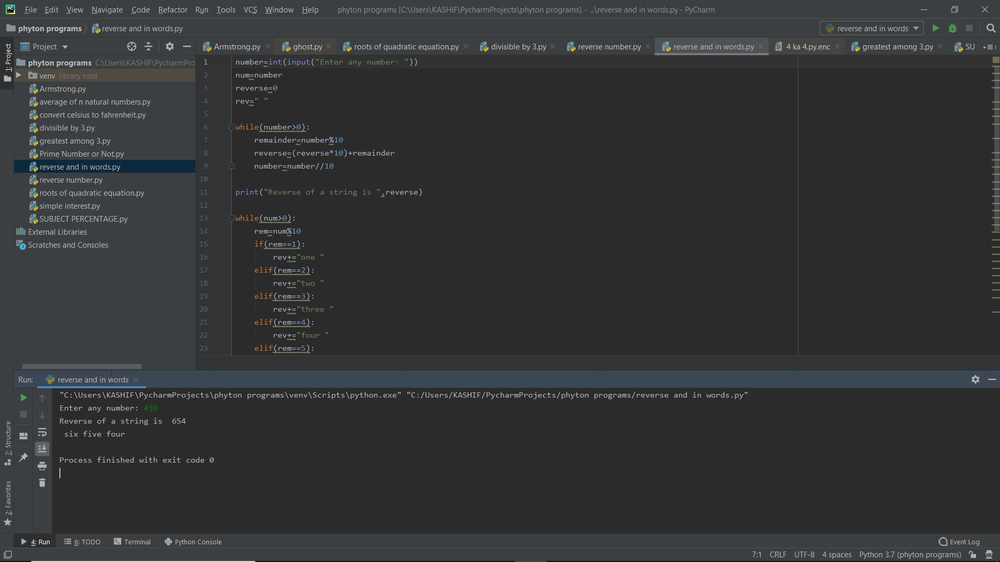 File Edit View Navigate Code Refactor Run Tools VCS Window Help phyton programs [C:\Users\KASHIF\PycharmProjects\phyton programs] - ...\reverse and in words.py - PyCharm
phyton programs reverse and in words.py reverse and in words
1: Project
Project
Armstrong.py ghost.py roots of quadratic equation.py divisible by 3.py reverse number.py reverse and in words.py 4 ka 4.py.enc greatest among 3.py SU 1
phyton programs C:\Users\KASHIF\PycharmPro
venv library root
Armstrong.py
average of n natural numbers.py
convert celsius to fahrenheit.py
divisible by 3.py
greatest among 3.py
Prime Number or Not.py
reverse and in words.py
reverse number.py
roots of quadratic equation.py
simple interest.py
SUBJECT PERCENTAGE.py
External Libraries
Scratches and Consoles
1 number=int(input("Enter any number: "))
2 num=number
3 reverse=0
4 rev=" "
5
6 while(number>0):
7 remainder=number%10
8 reverse=(reverse*10)+remainder
9 number=number//10
10
11 print("Reverse of a string is ",reverse)
12
13 while(num>0):
14 rem=num%10
15 if(rem==1):
16 rev+="one "
17 elif(rem==2):
18 rev+="two "
19 elif(rem==3):
20 rev+="three "
21 elif(rem==4):
22 rev+="four "
23 elif(rem==5):
Run: reverse and in words
"C:\Users\KASHIF\PycharmProjects\phyton programs\venv\Scripts\python.exe" "C:/Users/KASHIF/PycharmProjects/phyton programs/reverse and in words.py"
Enter any number: 456
Reverse of a string is  654
 six five four
Process finished with exit code 0
7: Structure
2: Favorites
4: Run 6: TODO Terminal Python Console Event Log
7:1 CRLF UTF-8 4 spaces Python 3.7 (phyton programs)